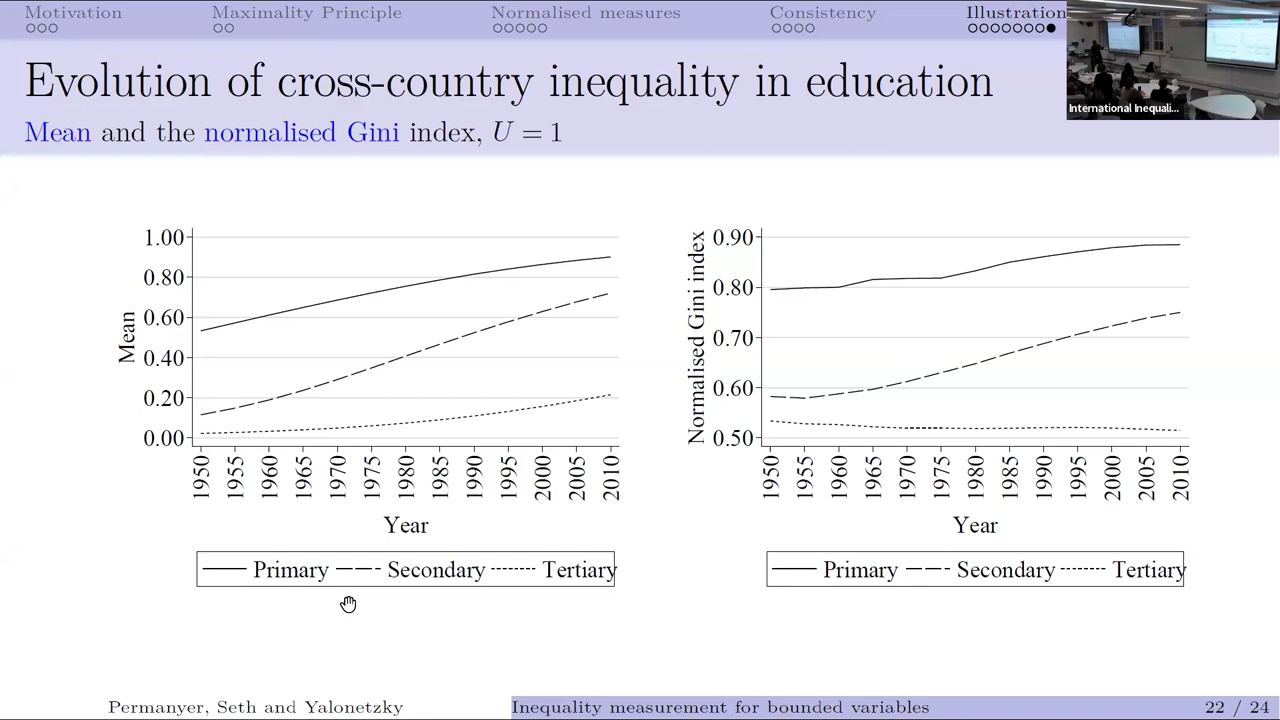 Motivation Maximality Principle Normalised measures Consistency Illustration
International Inequali...
Evolution of cross-country inequality in education
Mean and the normalised Gini index, U = 1
Mean
1.00
0.80
0.60
0.40
0.20
0.00
1950 1955 1960 1965 1970 1975 1980 1985 1990 1995 2000 2005 2010
Year
Primary Secondary Tertiary
Normalised Gini index
0.90
0.80
0.70
0.60
0.50
1950 1955 1960 1965 1970 1975 1980 1985 1990 1995 2000 2005 2010
Year
Primary Secondary Tertiary
Permanyer, Seth and Yalonetzky Inequality measurement for bounded variables 22 / 24